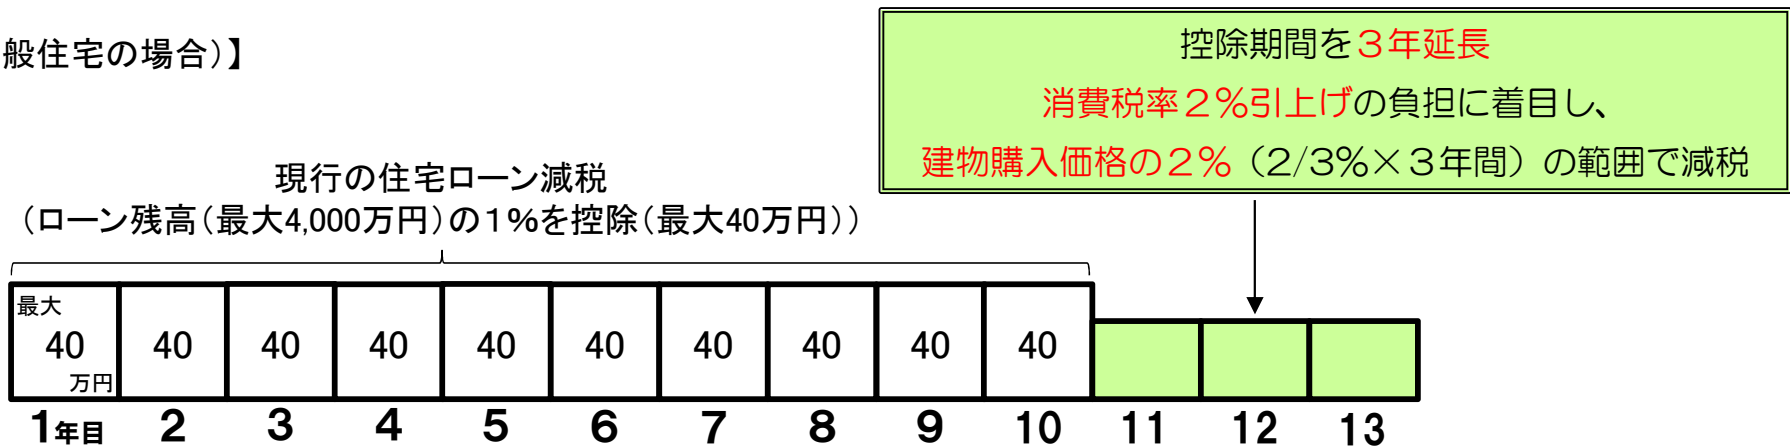 般住宅の場合）】
控除期間を３年延長
消費税率２％引上げの負担に着目し、
建物購入価格の２％（２/３％×３年間）の範囲で減税
現行の住宅ローン減税
（ローン残高（最大4,000万円）の１％を控除（最大40万円））
最大
40 40 40 40 40 40 40 40 40 40
万円
1年目 2 3 4 5 6 7 8 9 10 11 12 13